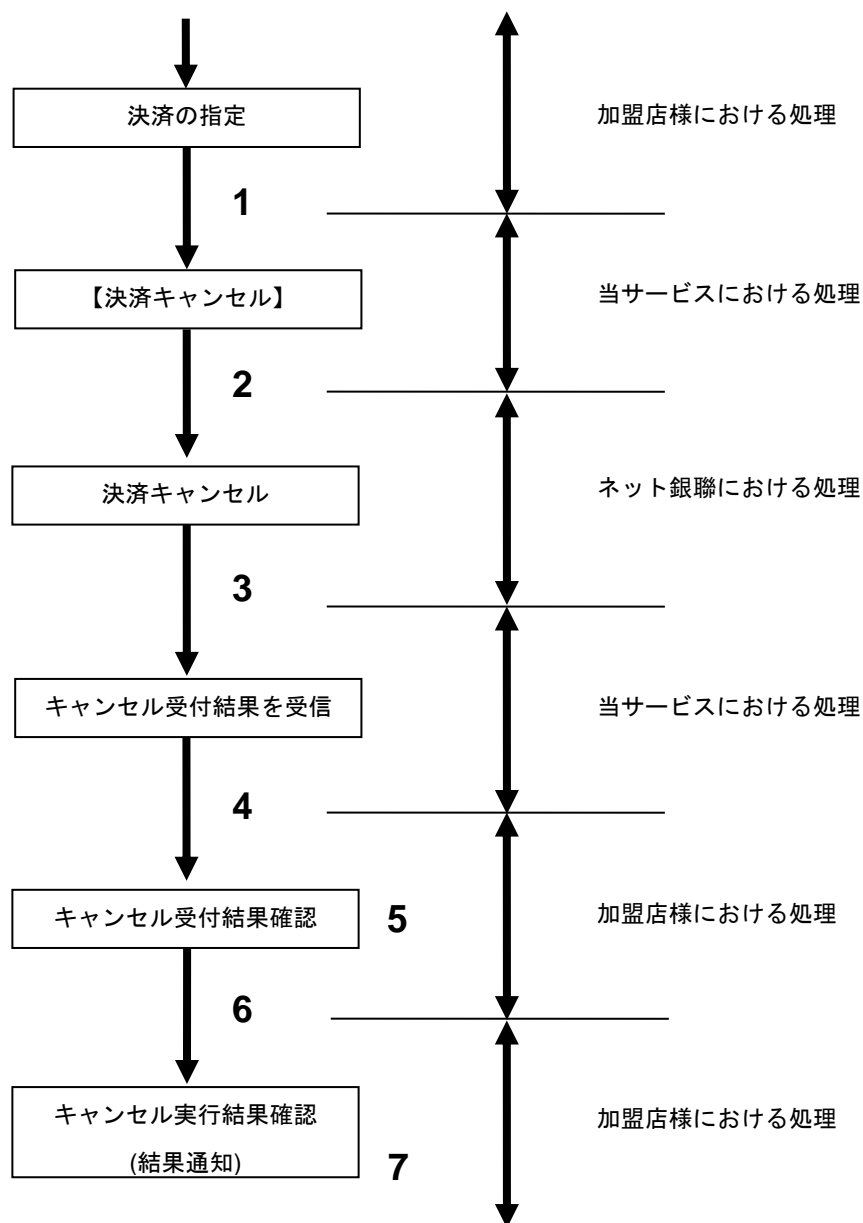 決済の指定
加盟店様における処理
1
【決済キャンセル】
当サービスにおける処理
2
決済キャンセル
ネット銀聯における処理
3
キャンセル受付結果を受信
当サービスにおける処理
4
キャンセル受付結果確認
5
加盟店様における処理
6
キャンセル実行結果確認
(結果通知)
7
加盟店様における処理